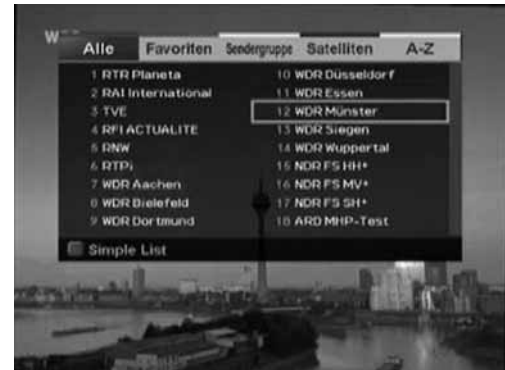 W
Alle Favoriten Sendergruppe Satelliten A-Z
1 RTR Planeta
2 RAI International
3 TVE
4 RFI ACTUALITE
5 RNW
6 RTPi
7 WDR Aachen
8 WDR Bielefeld
9 WDR Dortmund
10 WDR Düsseldorf
11 WDR Essen
12 WDR Münster
13 WDR Siegen
14 WDR Wuppertal
15 NDR FS HH*
16 NDR FS MV*
17 NDR FS SH*
18 ARD MHP-Test
Simple List